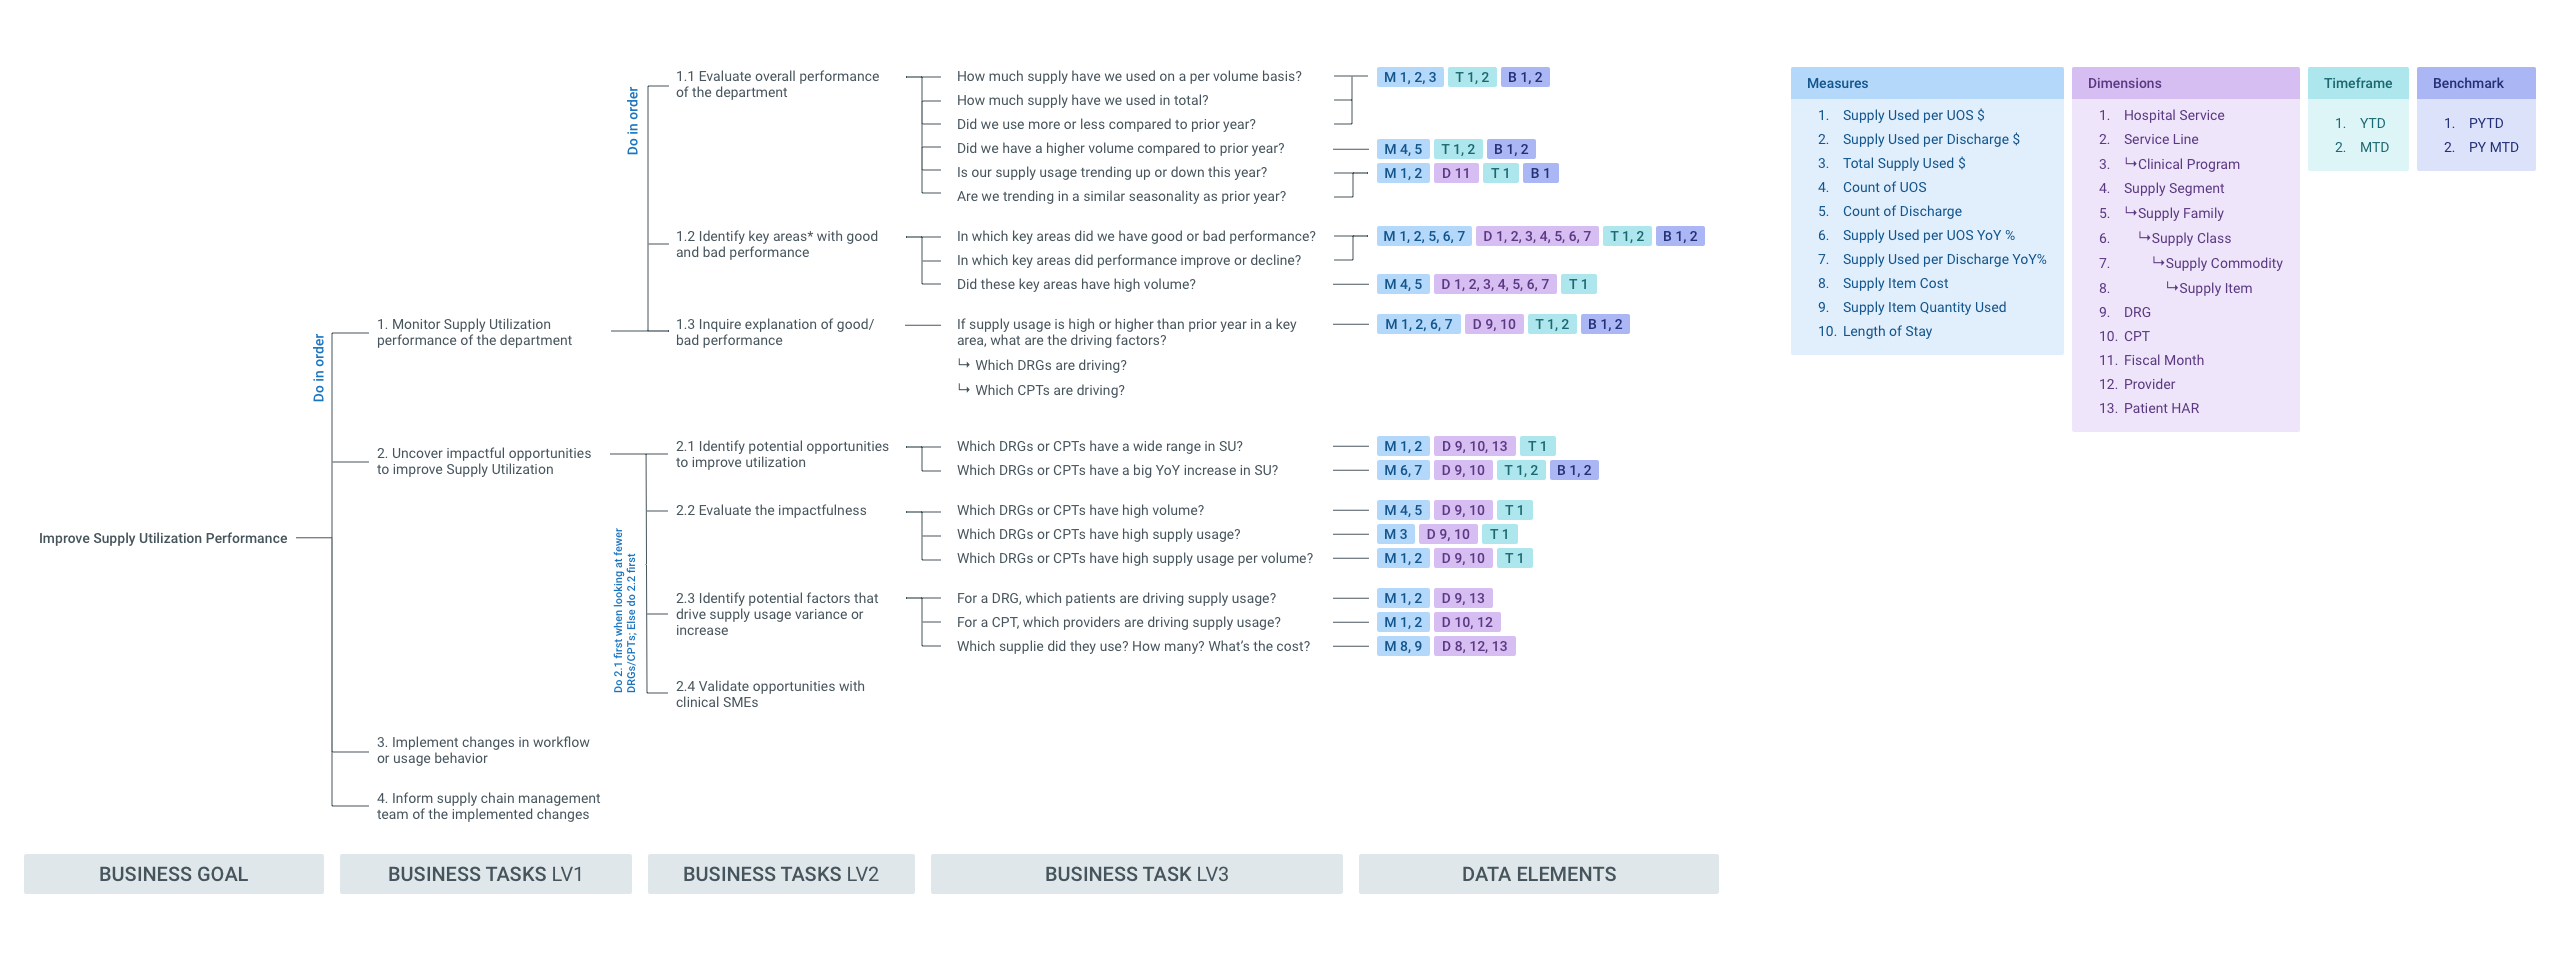 Improve Supply Utilization Performance
Do in order
1. Monitor Supply Utilization
performance of the department
2. Uncover impactful opportunities
to improve Supply Utilization
3. Implement changes in workflow
or usage behavior
4. Inform supply chain management
team of the implemented changes
Do in order
1.1 Evaluate overall performance
of the department
How much supply have we used on a per volume basis?
M 1, 2, 3 T 1, 2 B 1, 2
How much supply have we used in total?
Did we use more or less compared to prior year?
Did we have a higher volume compared to prior year?
M 4, 5 T 1, 2 B 1, 2
Is our supply usage trending up or down this year?
M 1, 2 D 11 T 1 B 1
Are we trending in a similar seasonality as prior year?
1.2 Identify key areas* with good
and bad performance
In which key areas did we have good or bad performance?
M 1, 2, 5, 6, 7 D 1, 2, 3, 4, 5, 6, 7 T 1, 2 B 1, 2
In which key areas did performance improve or decline?
Did these key areas have high volume?
M 4, 5 D 1, 2, 3, 4, 5, 6, 7 T 1
1.3 Inquire explanation of good/
bad performance
If supply usage is high or higher than prior year in a key
area, what are the driving factors?
M 1, 2, 6, 7 D 9, 10 T 1, 2 B 1, 2
↳ Which DRGs are driving?
↳ Which CPTs are driving?
Do 2.1 first when looking at fewer
DRGs/CPTs; Else do 2.2 first
2.1 Identify potential opportunities
to improve utilization
Which DRGs or CPTs have a wide range in SU?
M 1, 2 D 9, 10, 13 T 1
Which DRGs or CPTs have a big YoY increase in SU?
M 6, 7 D 9, 10 T 1, 2 B 1, 2
2.2 Evaluate the impactfulness
Which DRGs or CPTs have high volume?
M 4, 5 D 9, 10 T 1
Which DRGs or CPTs have high supply usage?
M 3 D 9, 10 T 1
Which DRGs or CPTs have high supply usage per volume?
M 1, 2 D 9, 10 T 1
2.3 Identify potential factors that
drive supply usage variance or
increase
For a DRG, which patients are driving supply usage?
M 1, 2 D 9, 13
For a CPT, which providers are driving supply usage?
M 1, 2 D 10, 12
Which supplie did they use? How many? What's the cost?
M 8, 9 D 8, 12, 13
2.4 Validate opportunities with
clinical SMEs
BUSINESS GOAL
BUSINESS TASKS LV1
BUSINESS TASKS LV2
BUSINESS TASK LV3
DATA ELEMENTS
Measures
1. Supply Used per UOS $
2. Supply Used per Discharge $
3. Total Supply Used $
4. Count of UOS
5. Count of Discharge
6. Supply Used per UOS YoY %
7. Supply Used per Discharge YoY%
8. Supply Item Cost
9. Supply Item Quantity Used
10. Length of Stay
Dimensions
1. Hospital Service
2. Service Line
3. ↳Clinical Program
4. Supply Segment
5. ↳Supply Family
6. ↳Supply Class
7. ↳Supply Commodity
8. ↳Supply Item
9. DRG
10. CPT
11. Fiscal Month
12. Provider
13. Patient HAR
Timeframe
1. YTD
2. MTD
Benchmark
1. PYTD
2. PY MTD